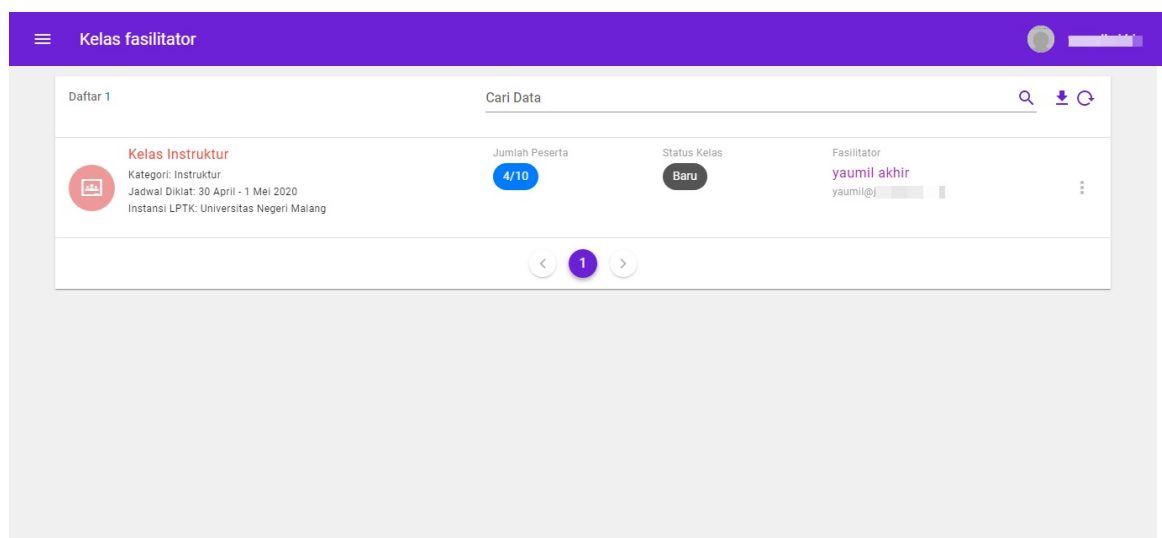 Kelas fasilitator
Daftar 1
Cari Data
Kelas Instruktur
Kategori: Instruktur
Jadwal Diklat: 30 April - 1 Mei 2020
Instansi LPTK: Universitas Negeri Malang
Jumlah Peserta
4/10
Status Kelas
Baru
Fasilitator
yaumil akhir
yaumil@j
1